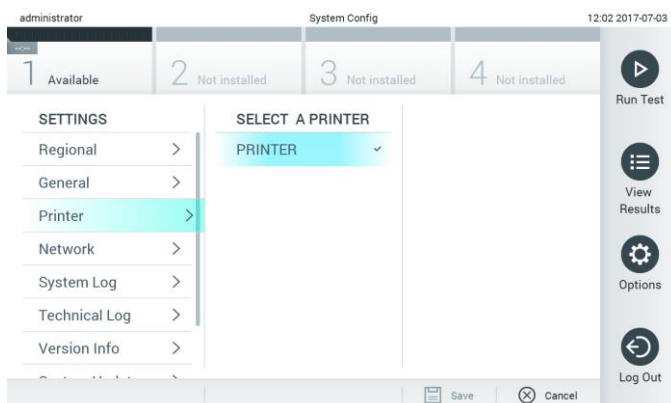 administrator System Config 12:02 2017-07-03
--:--
1 Available 2 Not installed 3 Not installed 4 Not installed
Run Test
SETTINGS SELECT A PRINTER
Regional PRINTER
General
Printer
View Results
Network
System Log
Options
Technical Log
Version Info
Log Out
Save Cancel